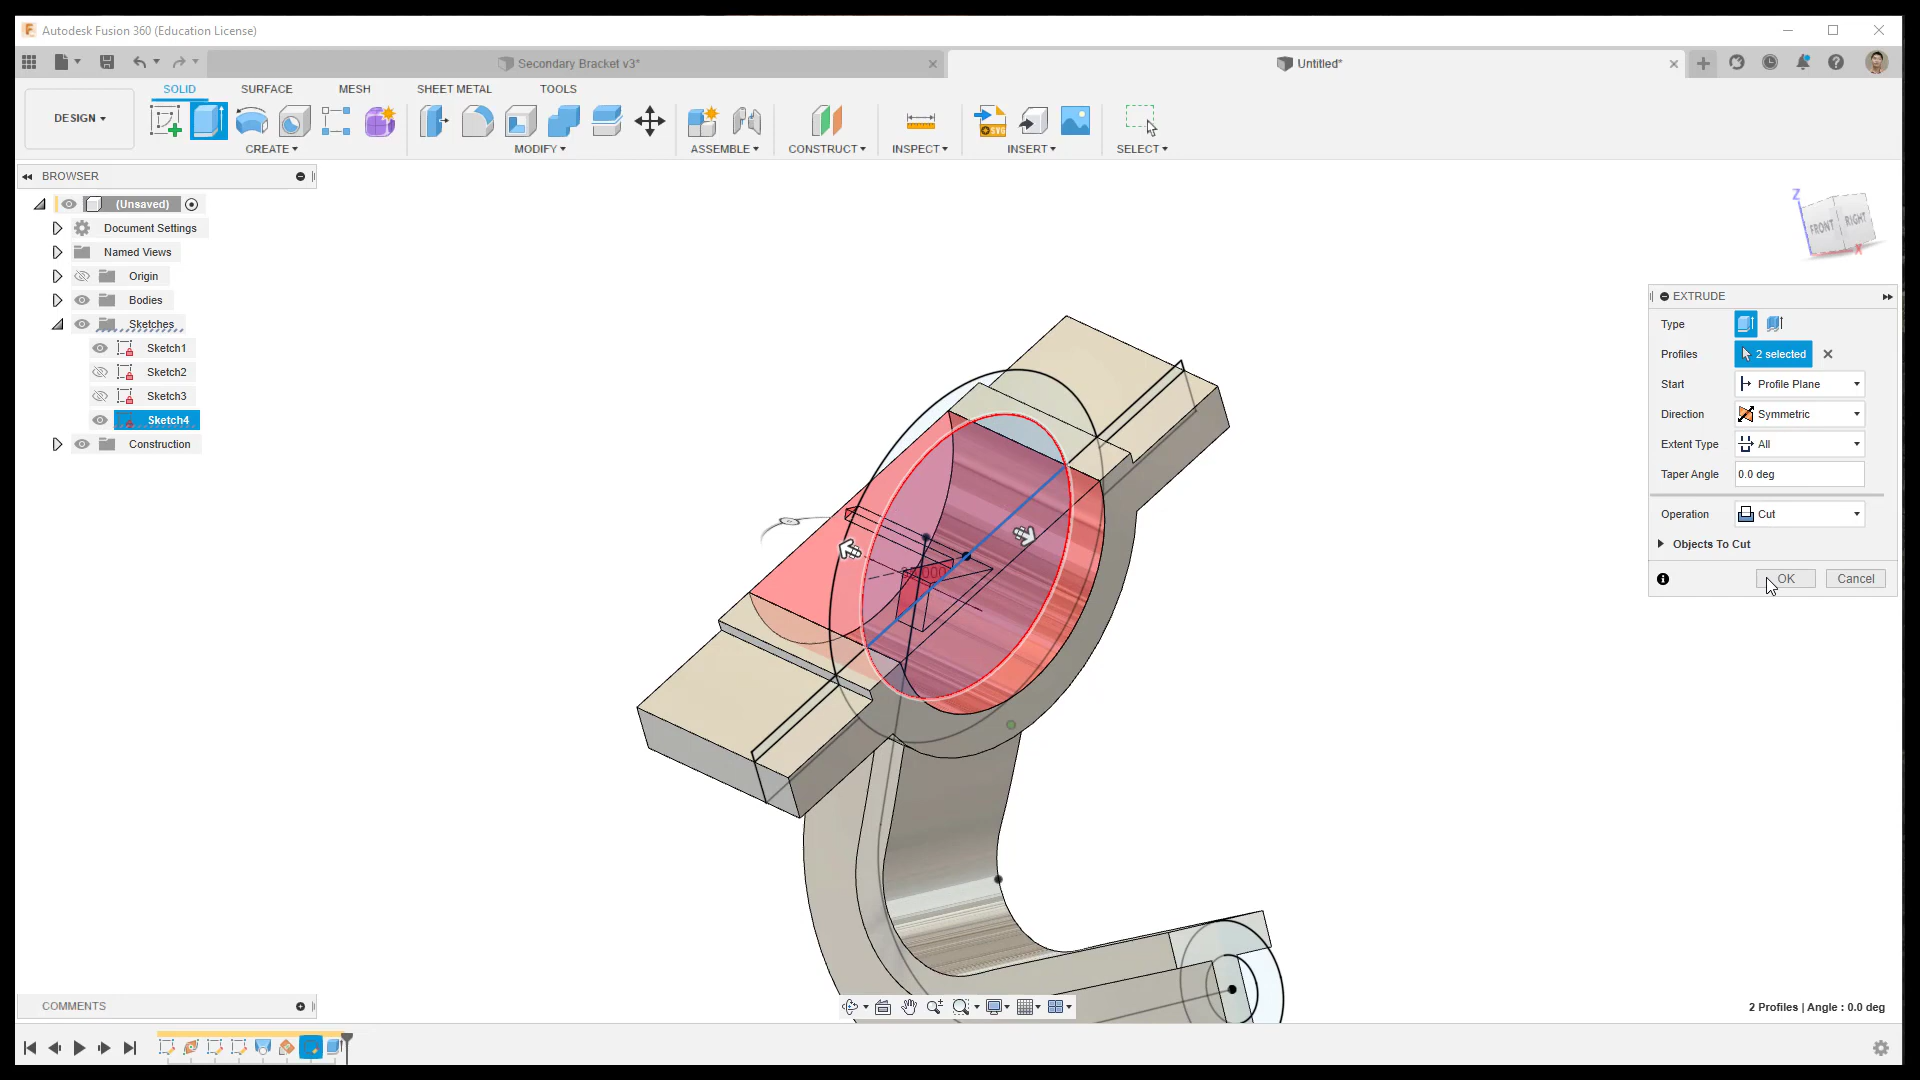 Autodesk Fusion 360 (Education License)
Secondary Bracket v3*
Untitled*
SOLID
SURFACE
MESH
SHEET METAL
TOOLS
DESIGN
CREATE
MODIFY
ASSEMBLE
CONSTRUCT
INSPECT
INSERT
SELECT
SVG
BROWSER
(Unsaved)
Document Settings
Named Views
Origin
Bodies
Sketches
Sketch1
Sketch2
Sketch3
Sketch4
Construction
Z
FRONT
RIGHT
X
EXTRUDE
Type
Profiles
2 selected
Start
Profile Plane
Direction
Symmetric
Extent Type
All
Taper Angle
0.0 deg
Operation
Cut
Objects To Cut
OK
Cancel
COMMENTS
2 Profiles | Angle : 0.0 deg